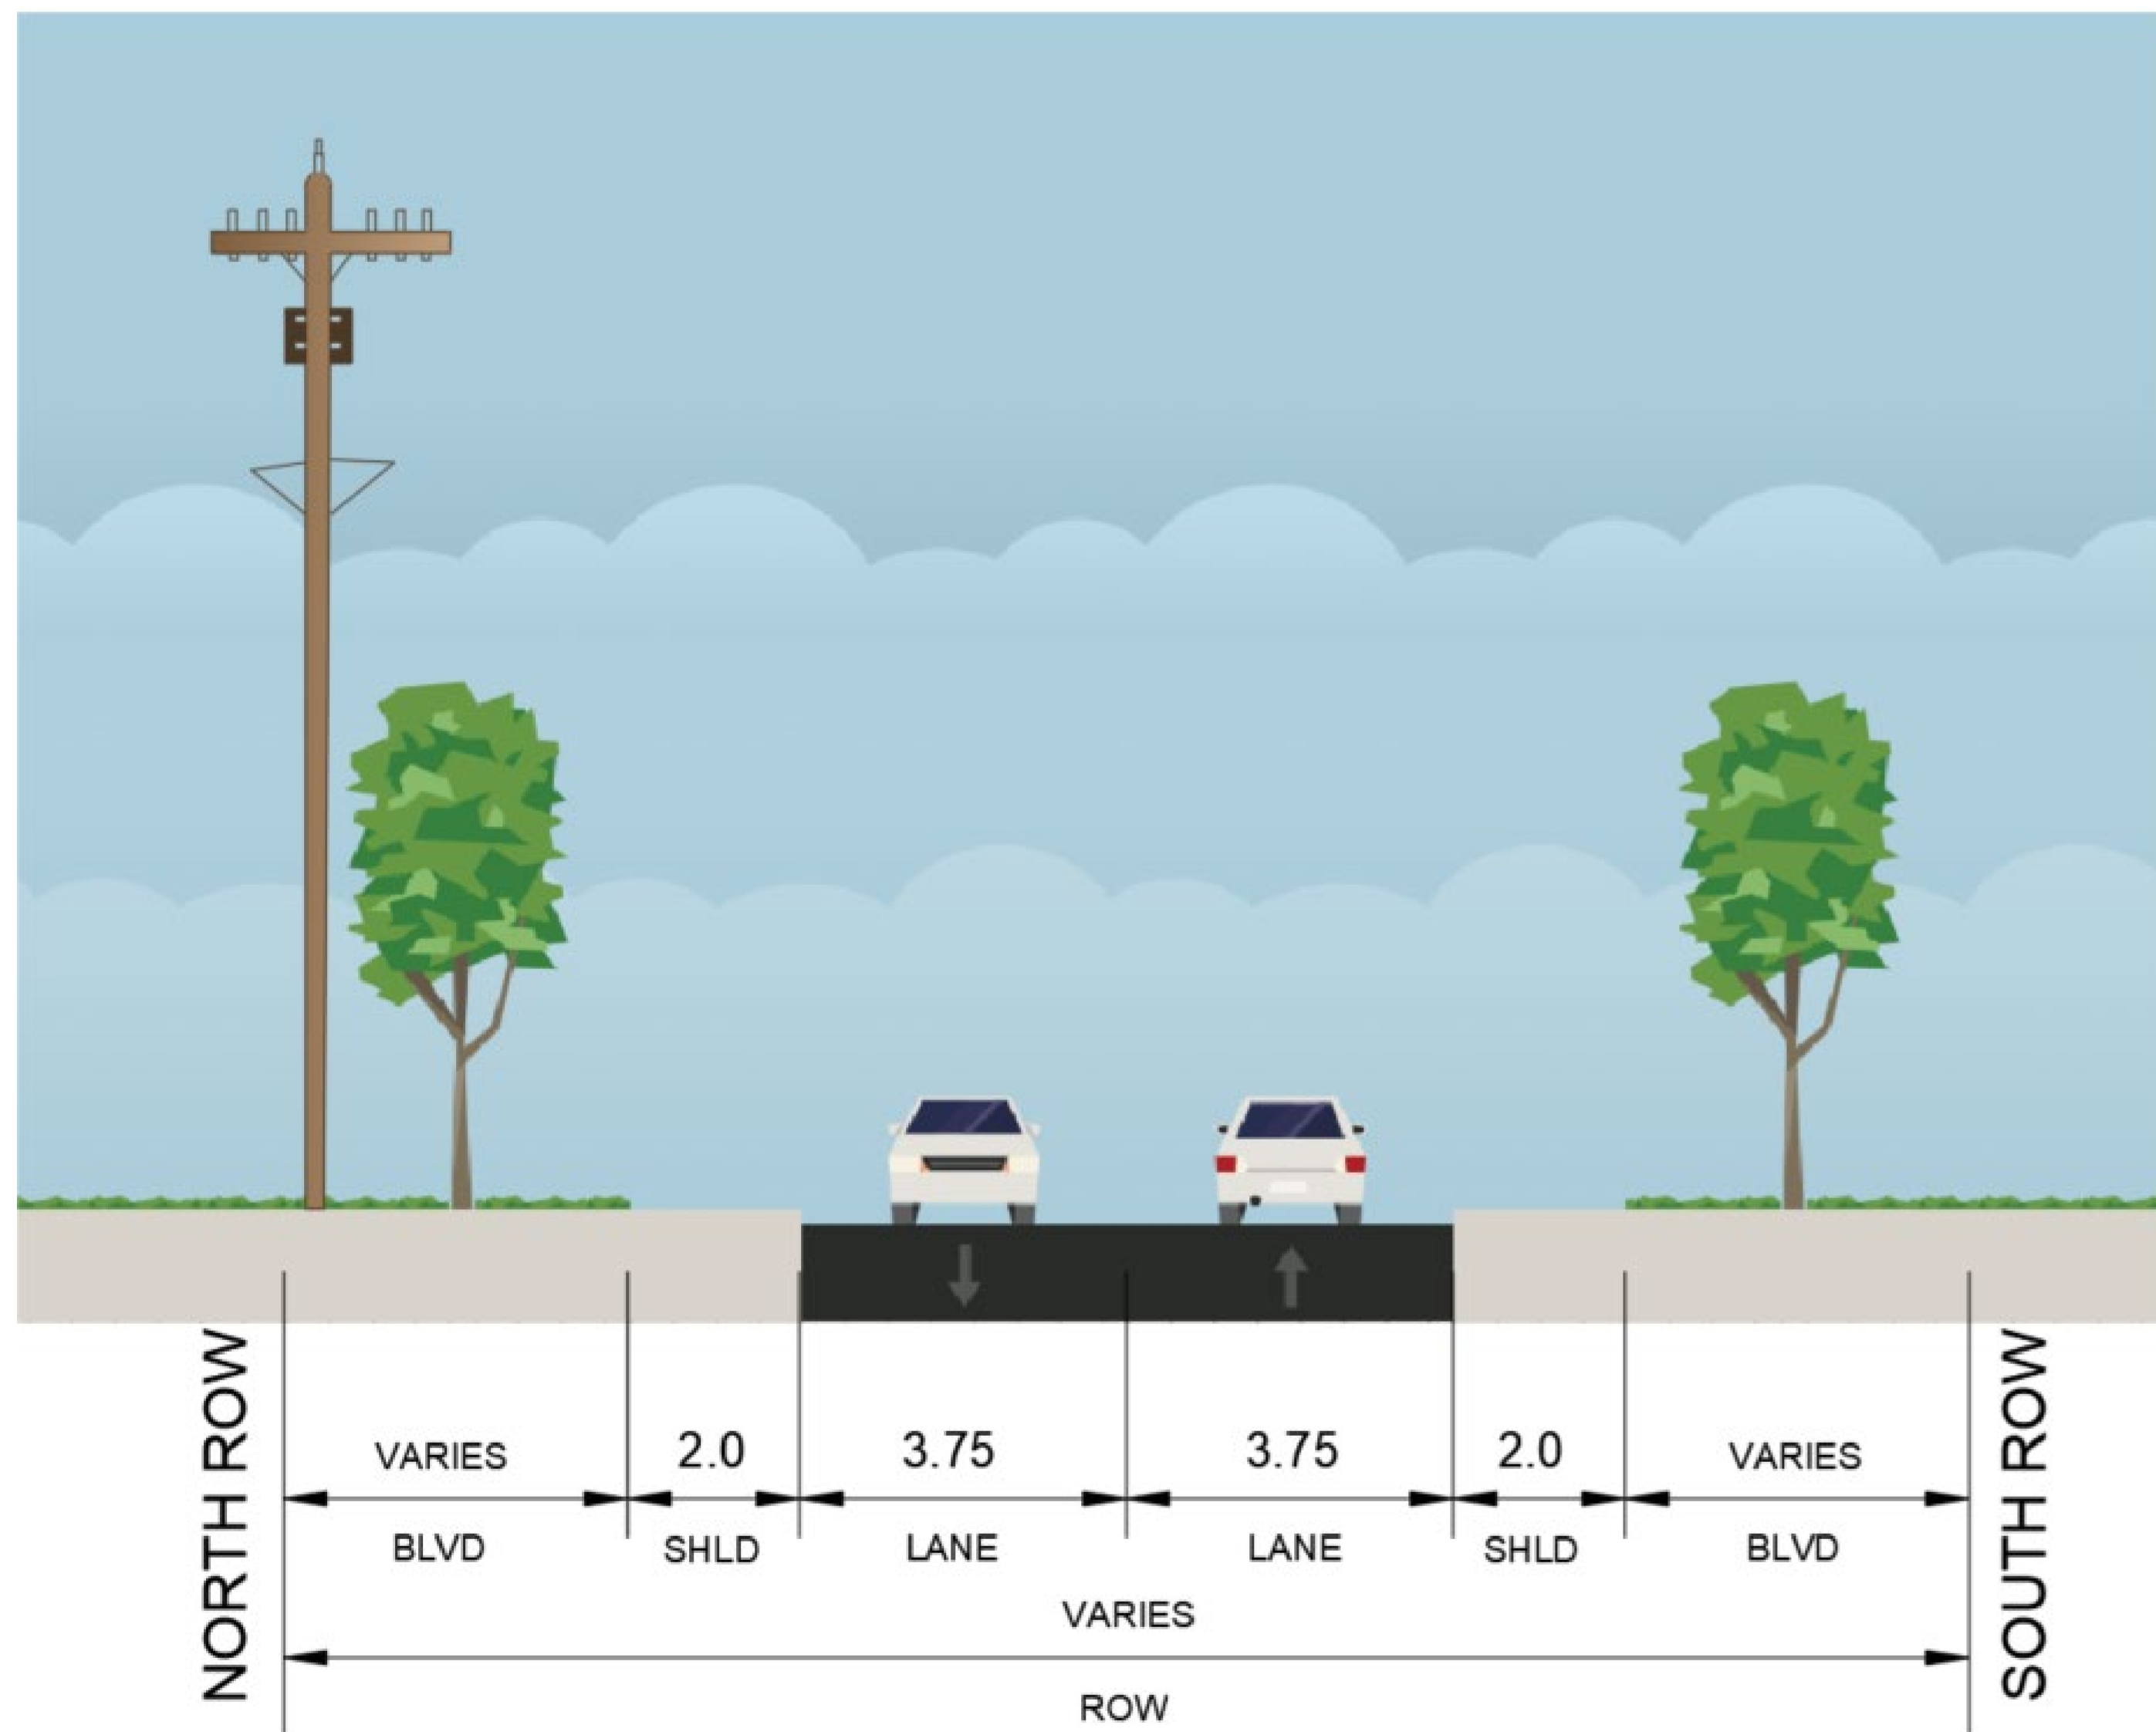 NORTH ROW
VARIES
2.0
3.75
3.75
2.0
VARIES
BLVD
SHLD
LANE
LANE
SHLD
BLVD
VARIES
ROW
SOUTH ROW